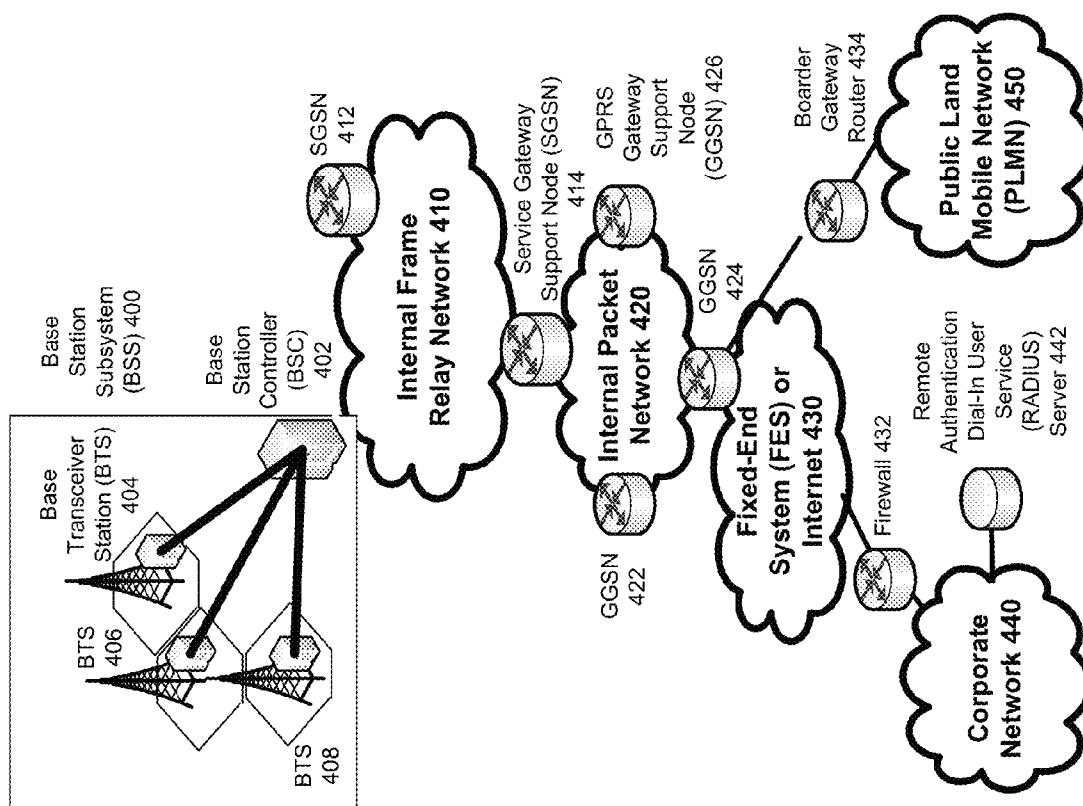 Base
Station
Subsystem
(BSS) 400
Base
Transceiver
Station (BTS)
404
BTS
406
BTS
408
Base
Station
Controller
(BSC)
402
SGSN
412
Internal Frame
Relay Network 410
Service Gateway
Support Node (SGSN)
414
GPRS
Gateway
Support
Node
(GGSN) 426
Internal Packet
Network 420
GGSN
422
GGSN
424
Fixed-End
System (FES) or
Internet 430
Boarder
Gateway
Router 434
Public Land
Mobile Network
(PLMN) 450
Firewall 432
Remote
Authentication
Dial-In User
Service
(RADIUS)
Server 442
Corporate
Network 440